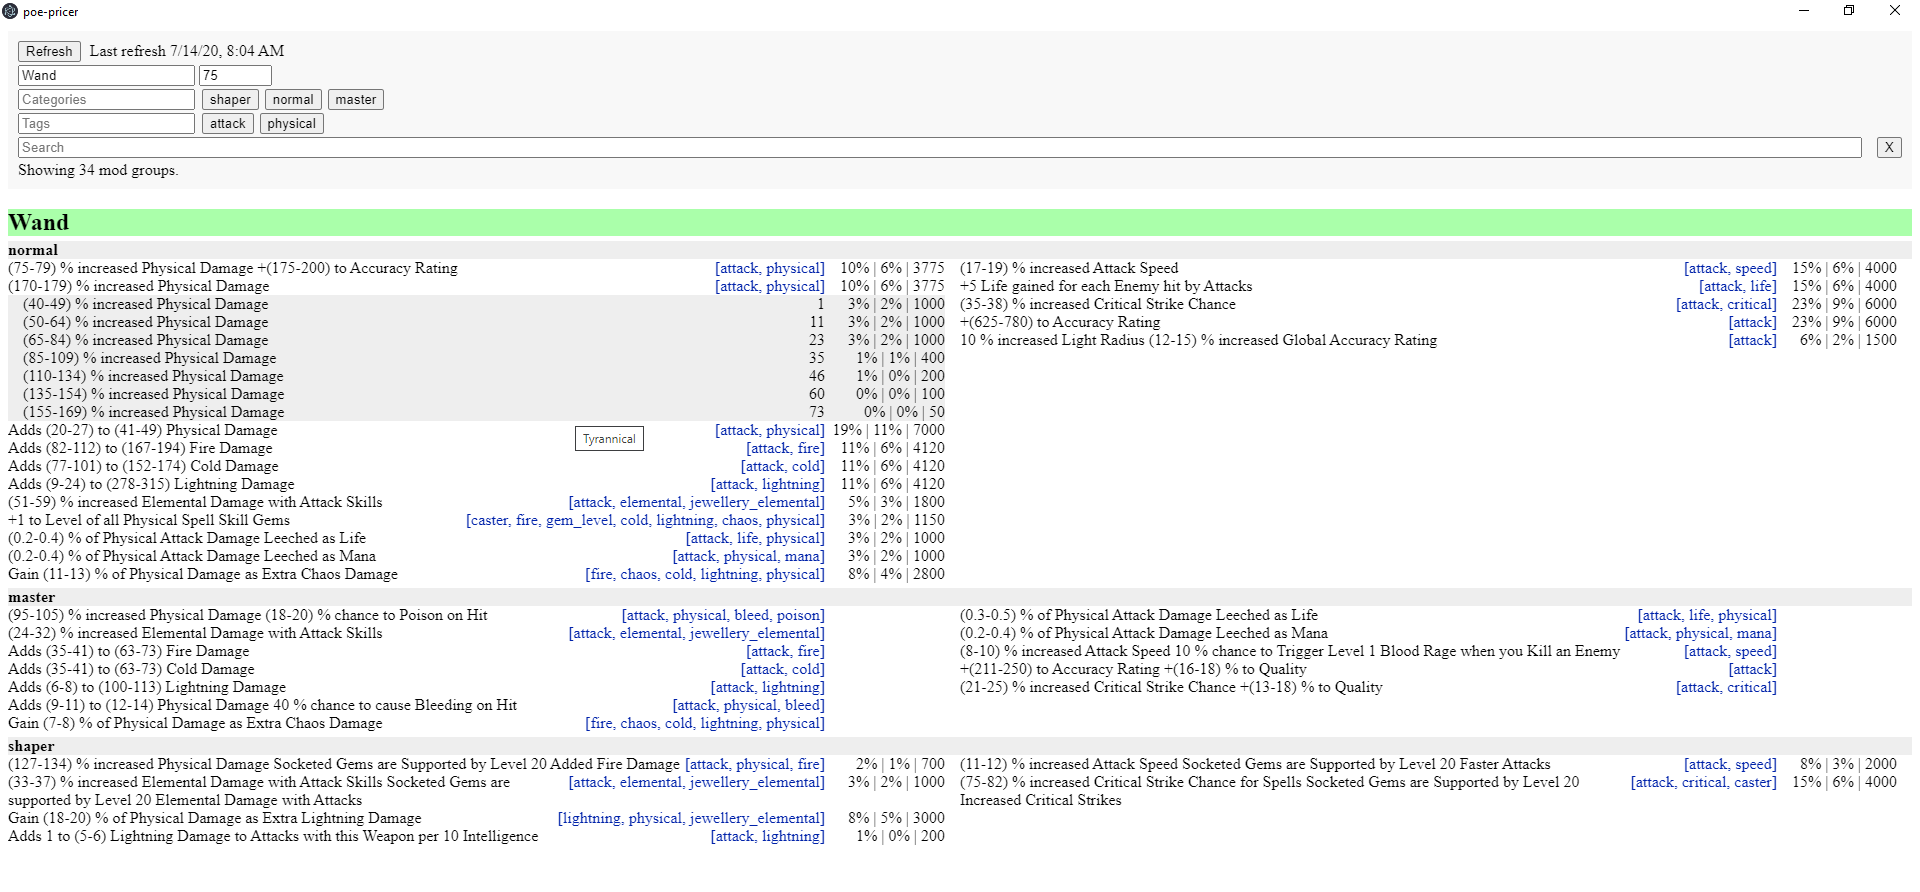 poe-pricer
Refresh Last refresh 7/14/20, 8:04 AM
Wand 75
Categories shaper normal master
Tags attack physical
Search X
Showing 34 mod groups.
Wand
normal
(75-79) % increased Physical Damage +(175-200) to Accuracy Rating [attack, physical] 10% | 6% | 3775
(170-179) % increased Physical Damage [attack, physical] 10% | 6% | 3775
(40-49) % increased Physical Damage 1 3% | 2% | 1000
(50-64) % increased Physical Damage 11 3% | 2% | 1000
(65-84) % increased Physical Damage 23 3% | 2% | 1000
(85-109) % increased Physical Damage 35 1% | 1% | 400
(110-134) % increased Physical Damage 46 1% | 0% | 200
(135-154) % increased Physical Damage 60 0% | 0% | 100
(155-169) % increased Physical Damage 73 0% | 0% | 50
Adds (20-27) to (41-49) Physical Damage [attack, physical] 19% | 11% | 7000
Tyrannical
Adds (82-112) to (167-194) Fire Damage [attack, fire] 11% | 6% | 4120
Adds (77-101) to (152-174) Cold Damage [attack, cold] 11% | 6% | 4120
Adds (9-24) to (278-315) Lightning Damage [attack, lightning] 11% | 6% | 4120
(51-59) % increased Elemental Damage with Attack Skills [attack, elemental, jewellery_elemental] 5% | 3% | 1800
+1 to Level of all Physical Spell Skill Gems [caster, fire, gem_level, cold, lightning, chaos, physical] 3% | 2% | 1150
(0.2-0.4) % of Physical Attack Damage Leeched as Life [attack, life, physical] 3% | 2% | 1000
(0.2-0.4) % of Physical Attack Damage Leeched as Mana [attack, physical, mana] 3% | 2% | 1000
Gain (11-13) % of Physical Damage as Extra Chaos Damage [fire, chaos, cold, lightning, physical] 8% | 4% | 2800
(17-19) % increased Attack Speed [attack, speed] 15% | 6% | 4000
+5 Life gained for each Enemy hit by Attacks [attack, life] 15% | 6% | 4000
(35-38) % increased Critical Strike Chance [attack, critical] 23% | 9% | 6000
+(625-780) to Accuracy Rating [attack] 23% | 9% | 6000
10 % increased Light Radius (12-15) % increased Global Accuracy Rating [attack] 6% | 2% | 1500
master
(95-105) % increased Physical Damage (18-20) % chance to Poison on Hit [attack, physical, bleed, poison]
(24-32) % increased Elemental Damage with Attack Skills [attack, elemental, jewellery_elemental]
Adds (35-41) to (63-73) Fire Damage [attack, fire]
Adds (35-41) to (63-73) Cold Damage [attack, cold]
Adds (6-8) to (100-113) Lightning Damage [attack, lightning]
Adds (9-11) to (12-14) Physical Damage 40 % chance to cause Bleeding on Hit [attack, physical, bleed]
Gain (7-8) % of Physical Damage as Extra Chaos Damage [fire, chaos, cold, lightning, physical]
(0.3-0.5) % of Physical Attack Damage Leeched as Life [attack, life, physical]
(0.2-0.4) % of Physical Attack Damage Leeched as Mana [attack, physical, mana]
(8-10) % increased Attack Speed 10 % chance to Trigger Level 1 Blood Rage when you Kill an Enemy [attack, speed]
+(211-250) to Accuracy Rating +(16-18) % to Quality [attack]
(21-25) % increased Critical Strike Chance +(13-18) % to Quality [attack, critical]
shaper
(127-134) % increased Physical Damage Socketed Gems are Supported by Level 20 Added Fire Damage [attack, physical, fire] 2% | 1% | 700
(33-37) % increased Elemental Damage with Attack Skills Socketed Gems are [attack, elemental, jewellery_elemental] 3% | 2% | 1000
supported by Level 20 Elemental Damage with Attacks
Gain (18-20) % of Physical Damage as Extra Lightning Damage [lightning, physical, jewellery_elemental] 8% | 5% | 3000
Adds 1 to (5-6) Lightning Damage to Attacks with this Weapon per 10 Intelligence [attack, lightning] 1% | 0% | 200
(11-12) % increased Attack Speed Socketed Gems are Supported by Level 20 Faster Attacks [attack, speed] 8% | 3% | 2000
(75-82) % increased Critical Strike Chance for Spells Socketed Gems are Supported by Level 20 [attack, critical, caster] 15% | 6% | 4000
Increased Critical Strikes